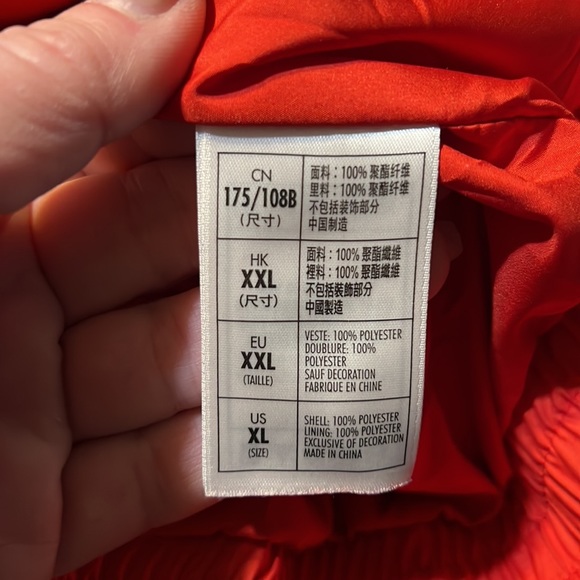 CN
175/108B
(尺寸)
面料：100% 聚酯纤维
里料：100% 聚酯纤维
不包括装饰部分
中国制造
HK
XXL
(尺寸)
面料：100% 聚酯纖維
裡料：100% 聚酯纖維
不包括裝飾部分
中國製造
EU
XXL
(TAILLE)
VESTE: 100% POLYESTER
DOUBLURE: 100%
POLYESTER
SAUF DECORATION
FABRIQUE EN CHINE
US
XL
(SIZE)
SHELL: 100% POLYESTER
LINING: 100% POLYESTER
EXCLUSIVE OF DECORATION
MADE IN CHINA